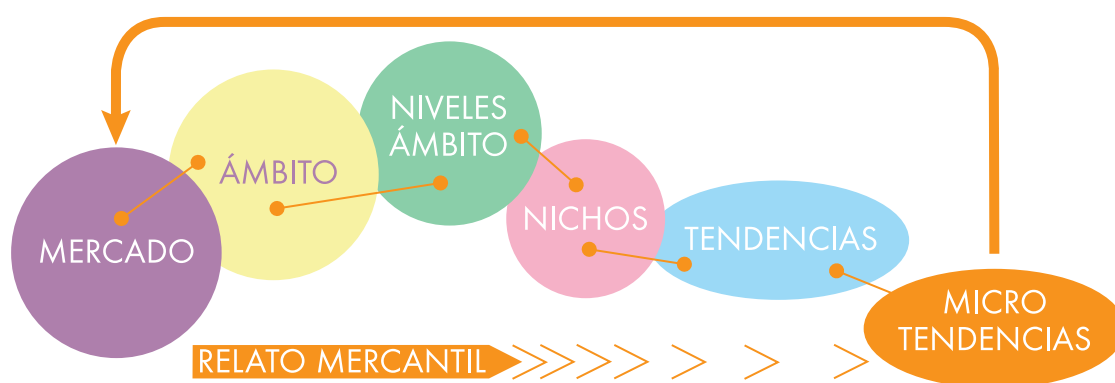 MERCADO
ÁMBITO
NIVELES
ÁMBITO
NICHOS
TENDENCIAS
MICRO
TENDENCIAS
RELATO MERCANTIL